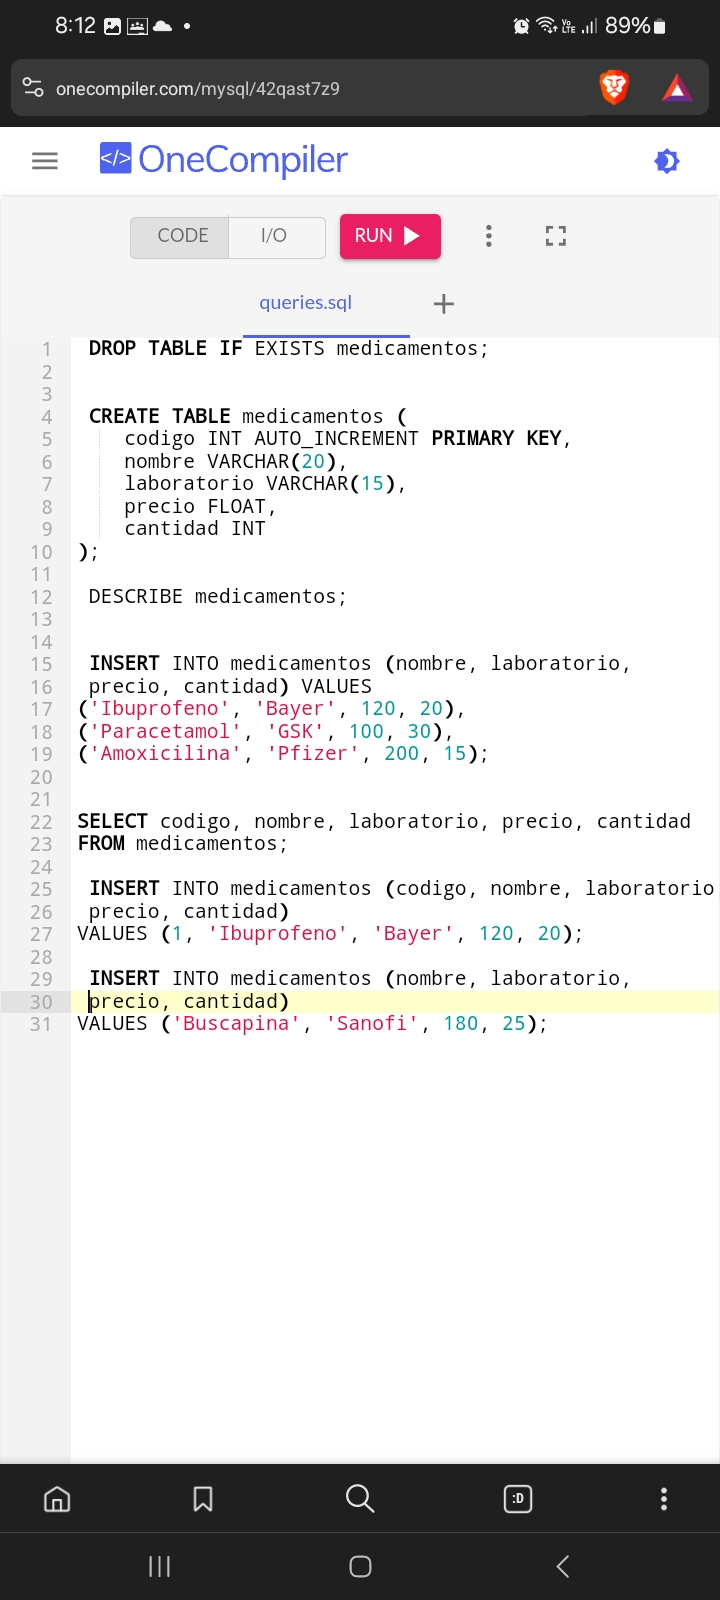 8:12
Vo LTE
89%
onecompiler.com/mysql/42qast7z9
</> OneCompiler
CODE I/O RUN
queries.sql +
1 DROP TABLE IF EXISTS medicamentos;
2
3
4 CREATE TABLE medicamentos (
5 codigo INT AUTO_INCREMENT PRIMARY KEY,
6 nombre VARCHAR(20),
7 laboratorio VARCHAR(15),
8 precio FLOAT,
9 cantidad INT
10 );
11
12 DESCRIBE medicamentos;
13
14
15 INSERT INTO medicamentos (nombre, laboratorio,
16 precio, cantidad) VALUES
17 ('Ibuprofeno', 'Bayer', 120, 20),
18 ('Paracetamol', 'GSK', 100, 30),
19 ('Amoxicilina', 'Pfizer', 200, 15);
20
21
22 SELECT codigo, nombre, laboratorio, precio, cantidad
23 FROM medicamentos;
24
25 INSERT INTO medicamentos (codigo, nombre, laboratorio
26 precio, cantidad)
27 VALUES (1, 'Ibuprofeno', 'Bayer', 120, 20);
28
29 INSERT INTO medicamentos (nombre, laboratorio,
30 precio, cantidad)
31 VALUES ('Buscapina', 'Sanofi', 180, 25);
:D